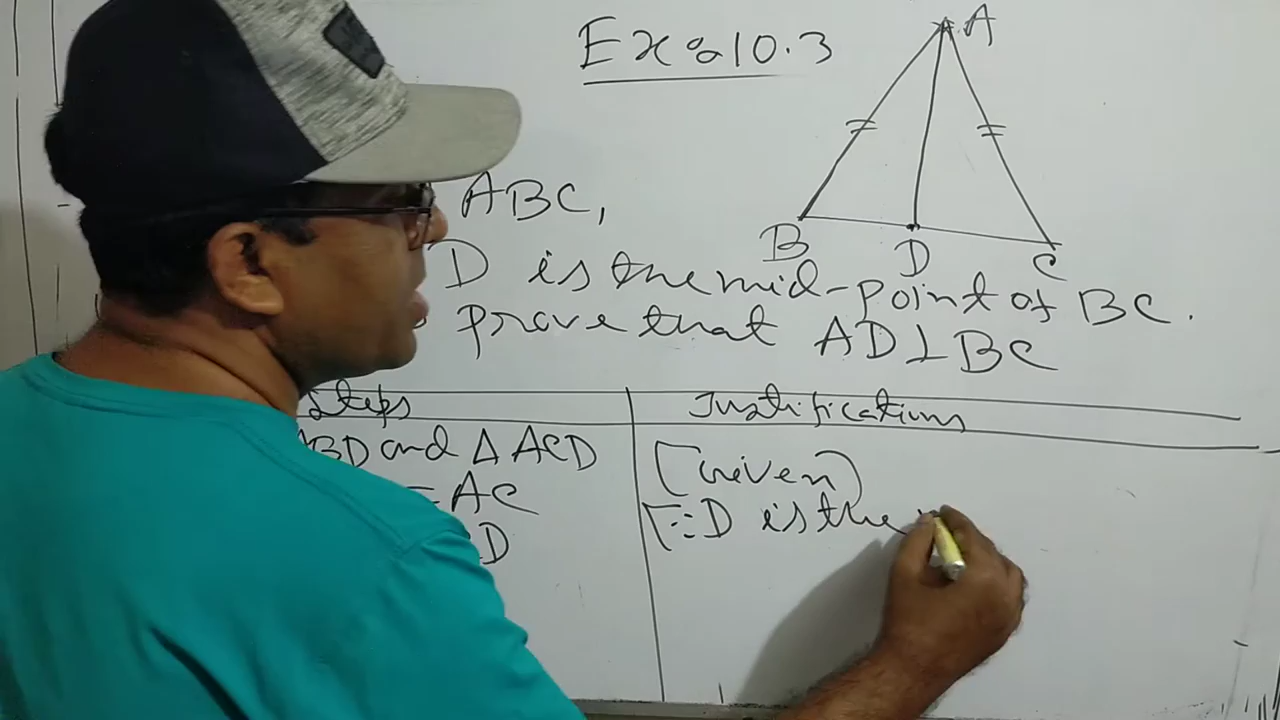 Ex: 10.3
A
B D C
ABC,
D is the mid-point of BC.
Prove that AD⊥BC
Steps Justifications
BD and Δ ACD (Given)
= AC [∵ D is the
D